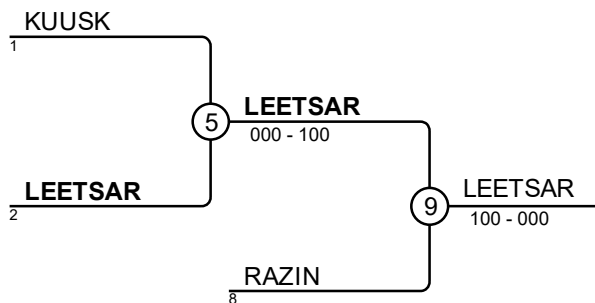 KUUSK
1
5
LEETSAR
000 - 100
LEETSAR
2
9
LEETSAR
100 - 000
RAZIN
8